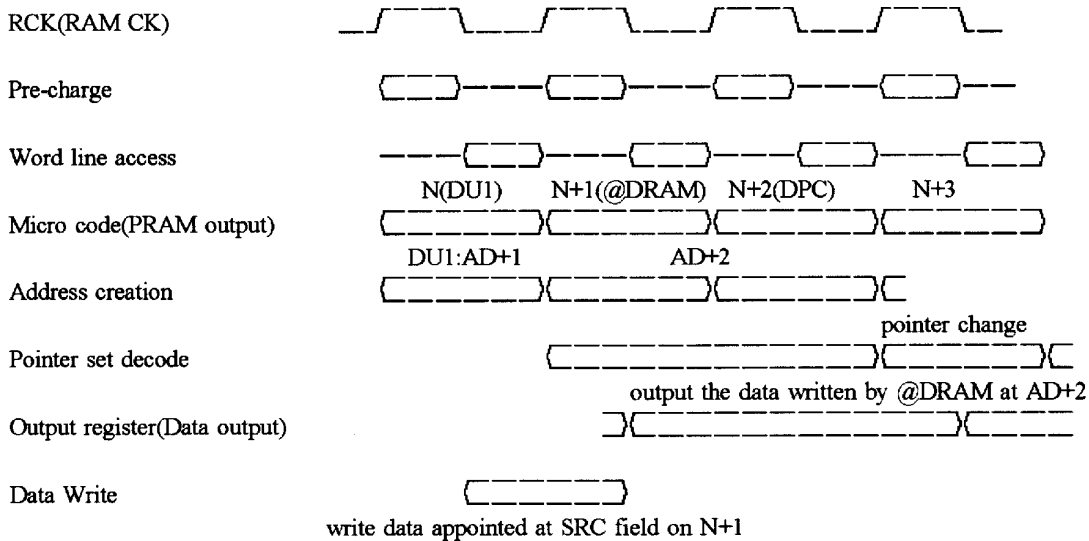 RCK(RAM CK)
Pre-charge
Word line access
N(DU1) N+1(@DRAM) N+2(DPC) N+3
Micro code(PRAM output)
DU1:AD+1 AD+2
Address creation
pointer change
Pointer set decode
output the data written by @DRAM at AD+2
Output register(Data output)
Data Write
write data appointed at SRC field on N+1